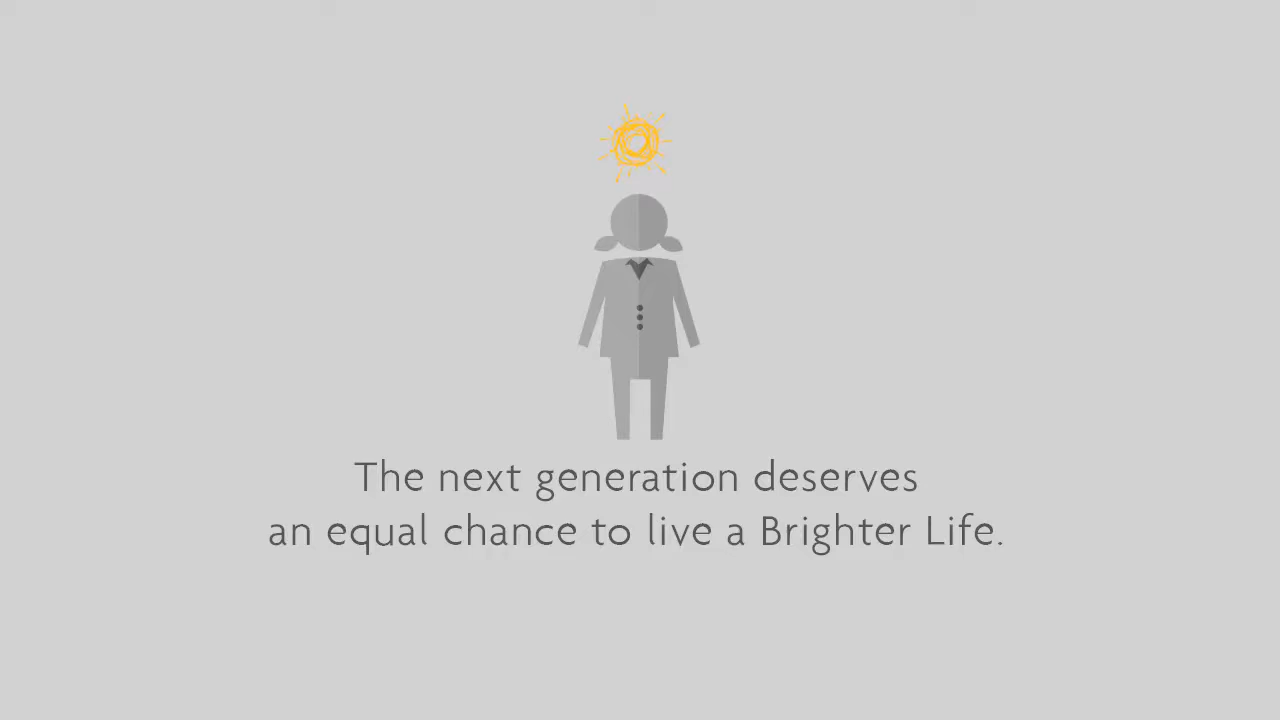 The next generation deserves
an equal chance to live a Brighter Life.